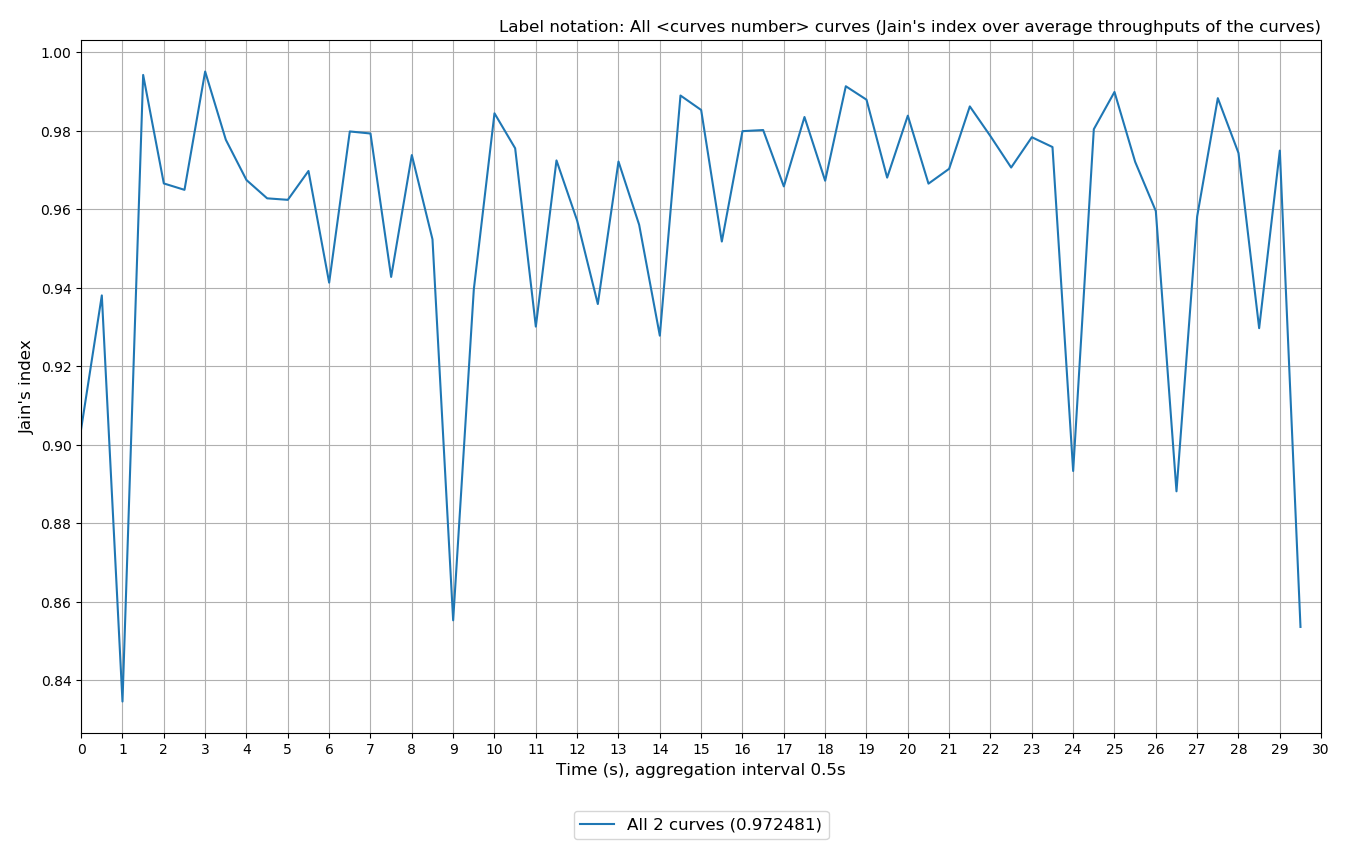 Label notation: All <curves number> curves (Jain's index over average throughputs of the curves)
1.00
0.98
0.96
0.94
0.92
0.90
0.88
0.86
0.84
Jain's index
0 1 2 3 4 5 6 7 8 9 10 11 12 13 14 15 16 17 18 19 20 21 22 23 24 25 26 27 28 29 30
Time (s), aggregation interval 0.5s
All 2 curves (0.972481)